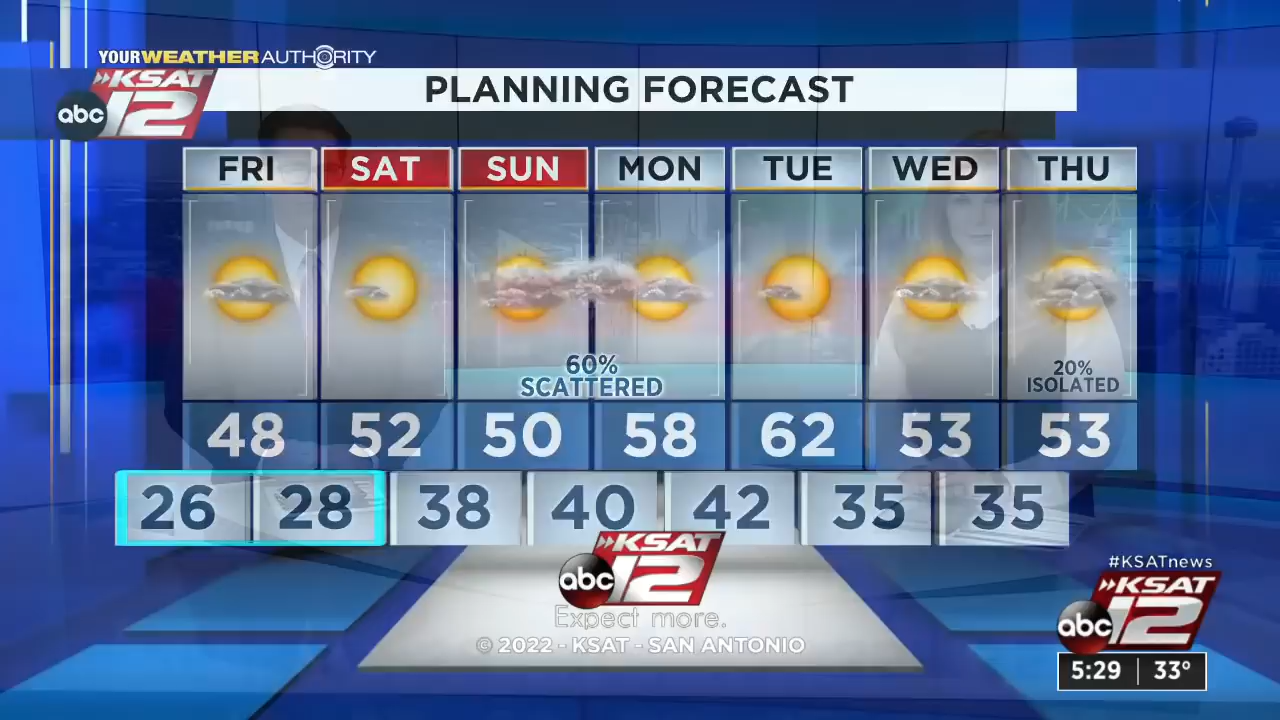 YOUR WEATHER AUTHORITY
KSAT
abc 12
PLANNING FORECAST
FRI SAT SUN MON TUE WED THU
60%
SCATTERED
20%
ISOLATED
48 52 50 58 62 53 53
26 28 38 40 42 35 35
KSAT
abc 12
Expect more.
© 2022 - KSAT - SAN ANTONIO
#KSATnews
KSAT
abc 12
5:29 33°